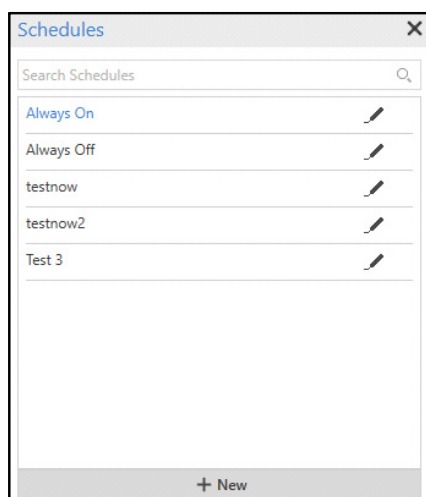 Schedules
Search Schedules
Always On
Always Off
testnow
testnow2
Test 3
New